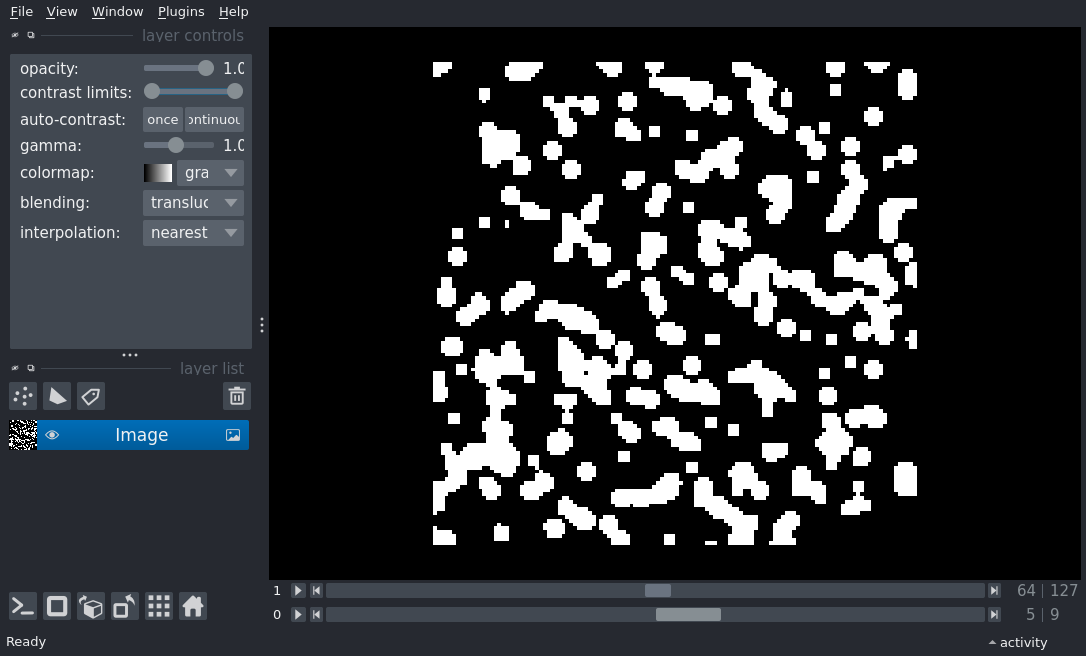 File View Window Plugins Help
layer controls
opacity: 1.0
contrast limits:
auto-contrast: once ontinuou
gamma: 1.0
colormap: gra
blending: transluc
interpolation: nearest
layer list
Image
1 64 127
0 5 9
Ready activity